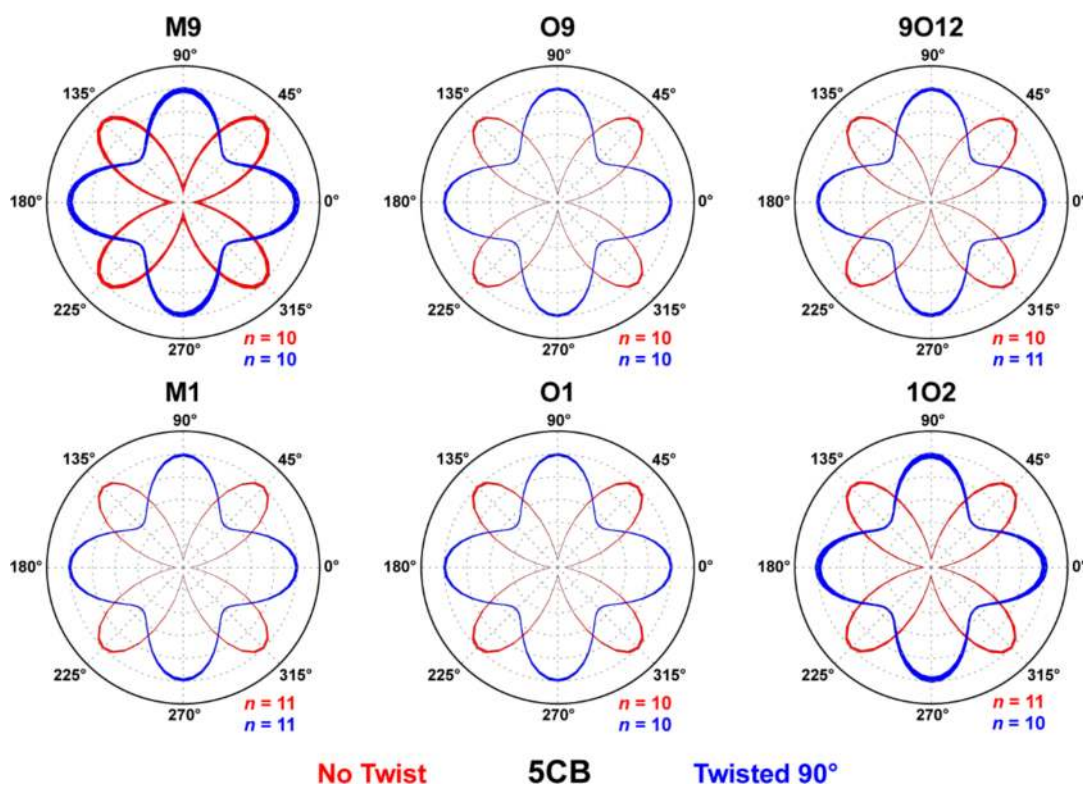 M9 O9 9O12
90° 90° 90°
135° 45° 135° 45° 135° 45°
180° 0° 180° 0° 180° 0°
225° 315° 225° 315° 225° 315°
270° 270° 270°
n = 10 n = 10 n = 10
n = 10 n = 10 n = 11
M1 O1 1O2
90° 90° 90°
135° 45° 135° 45° 135° 45°
180° 0° 180° 0° 180° 0°
225° 315° 225° 315° 225° 315°
270° 270° 270°
n = 11 n = 10 n = 11
n = 11 n = 10 n = 10
No Twist 5CB Twisted 90°